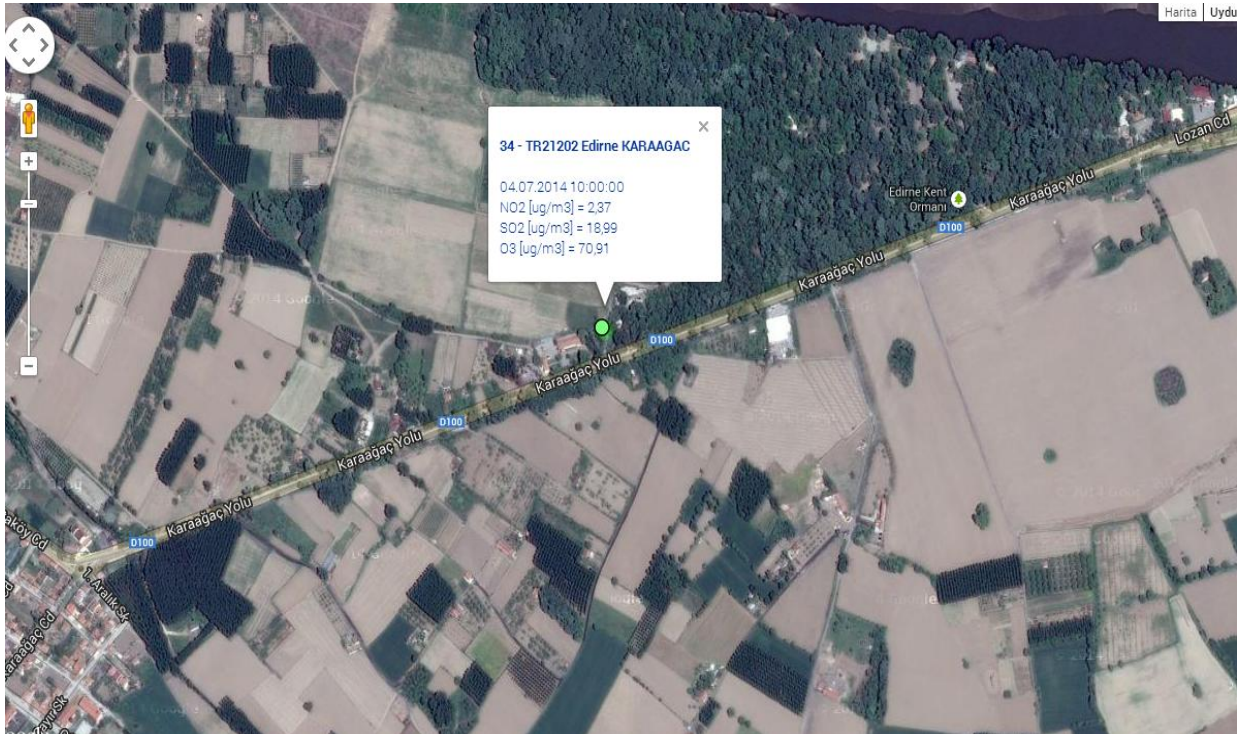 Harita
Uydu
Lozan Cd
34 - TR21202 Edirne KARAAGAC
04.07.2014 10:00:00
NO2 [ug/m3] = 2,37
SO2 [ug/m3] = 18,99
O3 [ug/m3] = 70,91
Edirne Kent
Ormanı
Karaağaç Yolu
D100
Karaağaç Yolu
D100
Karaağaç Yolu
D100
Karaağaç Yolu
Karaağaç Yolu
D100
1. Aralık Sk
Karaağaç Cd